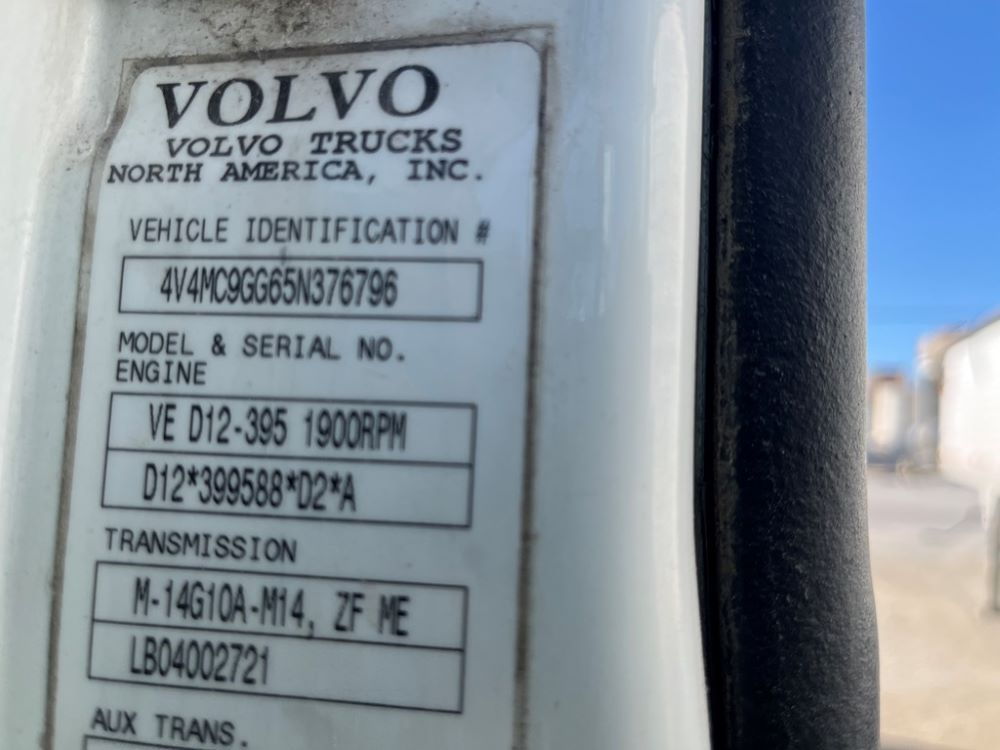 VOLVO
VOLVO TRUCKS
NORTH AMERICA, INC.
VEHICLE IDENTIFICATION #
4V4MC9GG65N376796
MODEL & SERIAL NO.
ENGINE
VE D12-395 1900RPM
D12*399588*D2*A
TRANSMISSION
M-14G10A-M14, ZF ME
LB04002721
AUX TRANS.